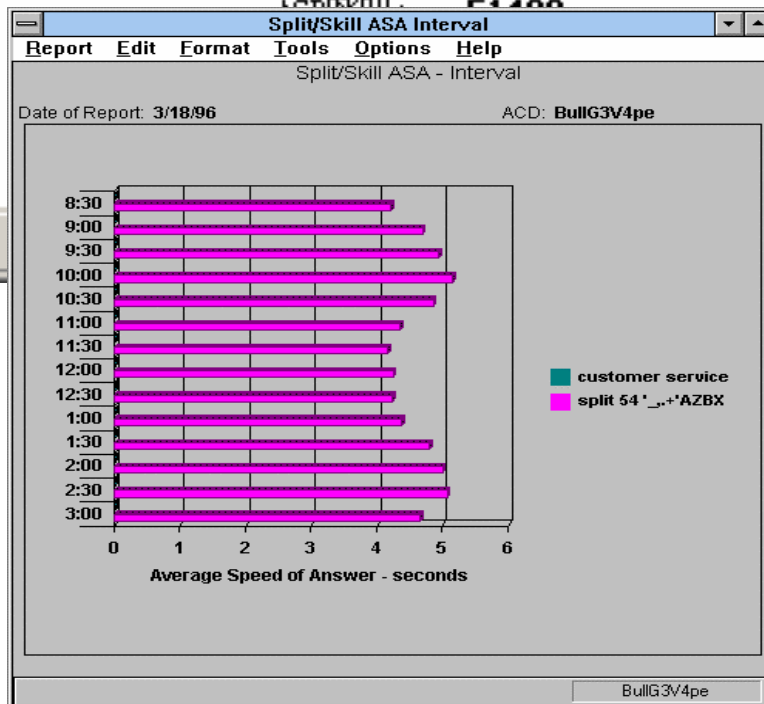 Split/Skill ASA Interval
Report Edit Format Tools Options Help
Split/Skill ASA - Interval
Date of Report: 3/18/96 ACD: BullG3V4pe
8:30
9:00
9:30
10:00
10:30
11:00
11:30
12:00
12:30
1:00
1:30
2:00
2:30
3:00
customer service
split 54 '_,.+'AZBX
0 1 2 3 4 5 6
Average Speed of Answer - seconds
BullG3V4pe